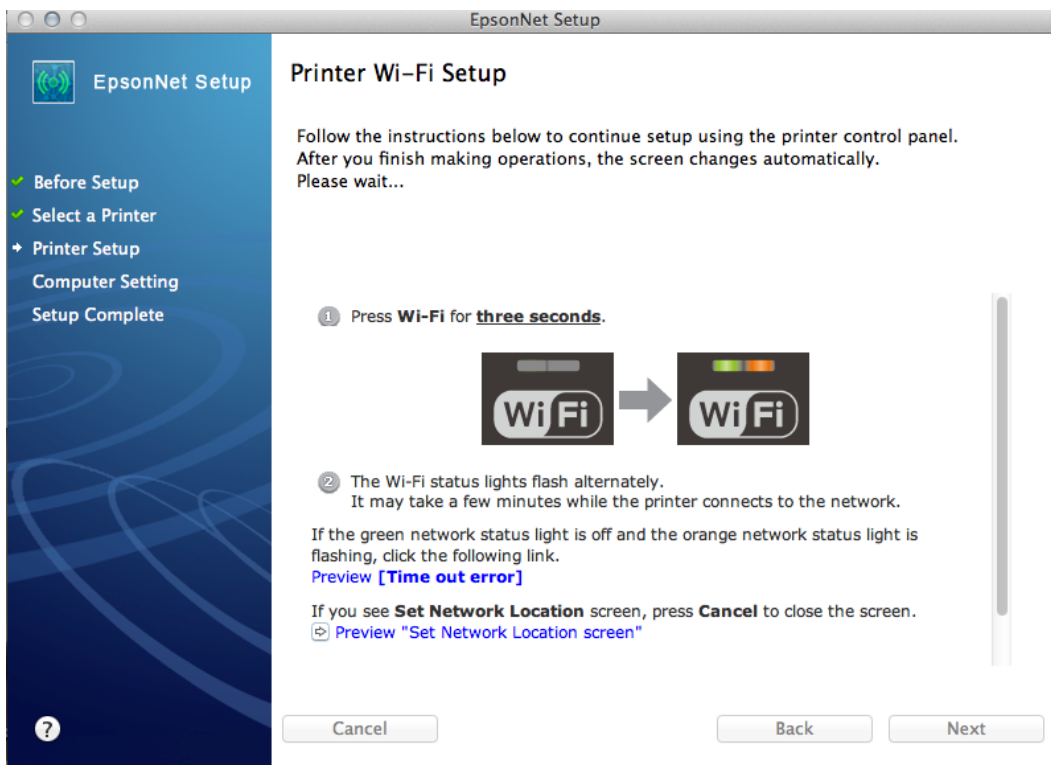 EpsonNet Setup
EpsonNet Setup
Before Setup
Select a Printer
Printer Setup
Computer Setting
Setup Complete
?
Printer Wi-Fi Setup
Follow the instructions below to continue setup using the printer control panel.
After you finish making operations, the screen changes automatically.
Please wait...
1 Press Wi-Fi for three seconds.
Wi Fi Wi Fi
2 The Wi-Fi status lights flash alternately.
It may take a few minutes while the printer connects to the network.
If the green network status light is off and the orange network status light is
flashing, click the following link.
Preview [Time out error]
If you see Set Network Location screen, press Cancel to close the screen.
Preview "Set Network Location screen"
Cancel Back Next